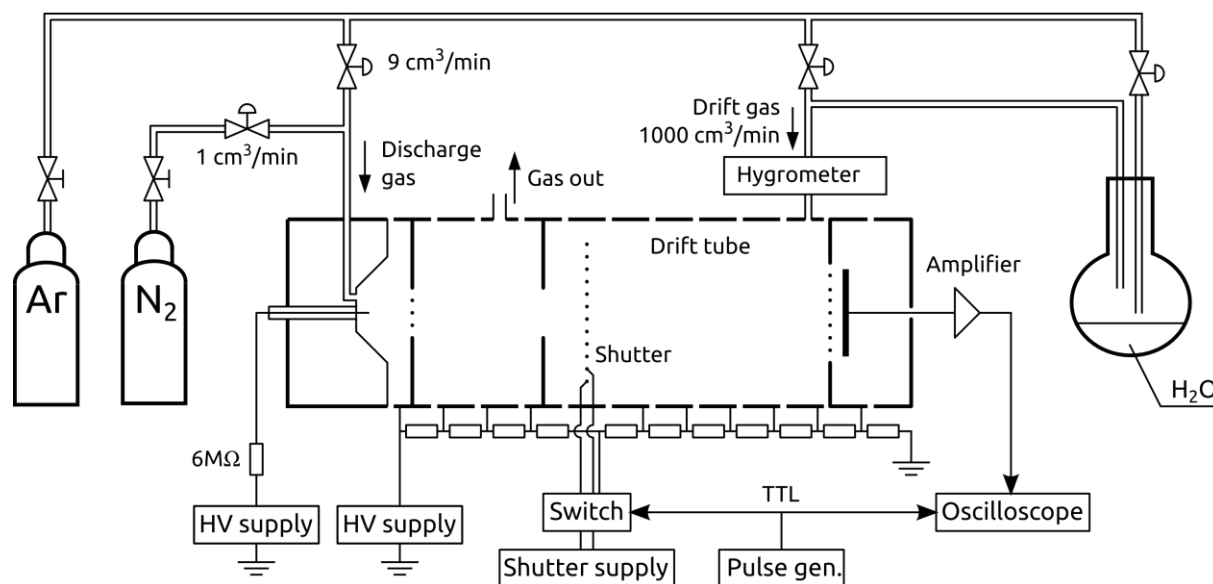 9 cm³/min
1 cm³/min
Discharge
gas
Gas out
Drift gas
1000 cm³/min
Hygrometer
Ar
N₂
Drift tube
Amplifier
Shutter
H₂O
6MΩ
HV supply
HV supply
Switch
TTL
Oscilloscope
Shutter supply
Pulse gen.